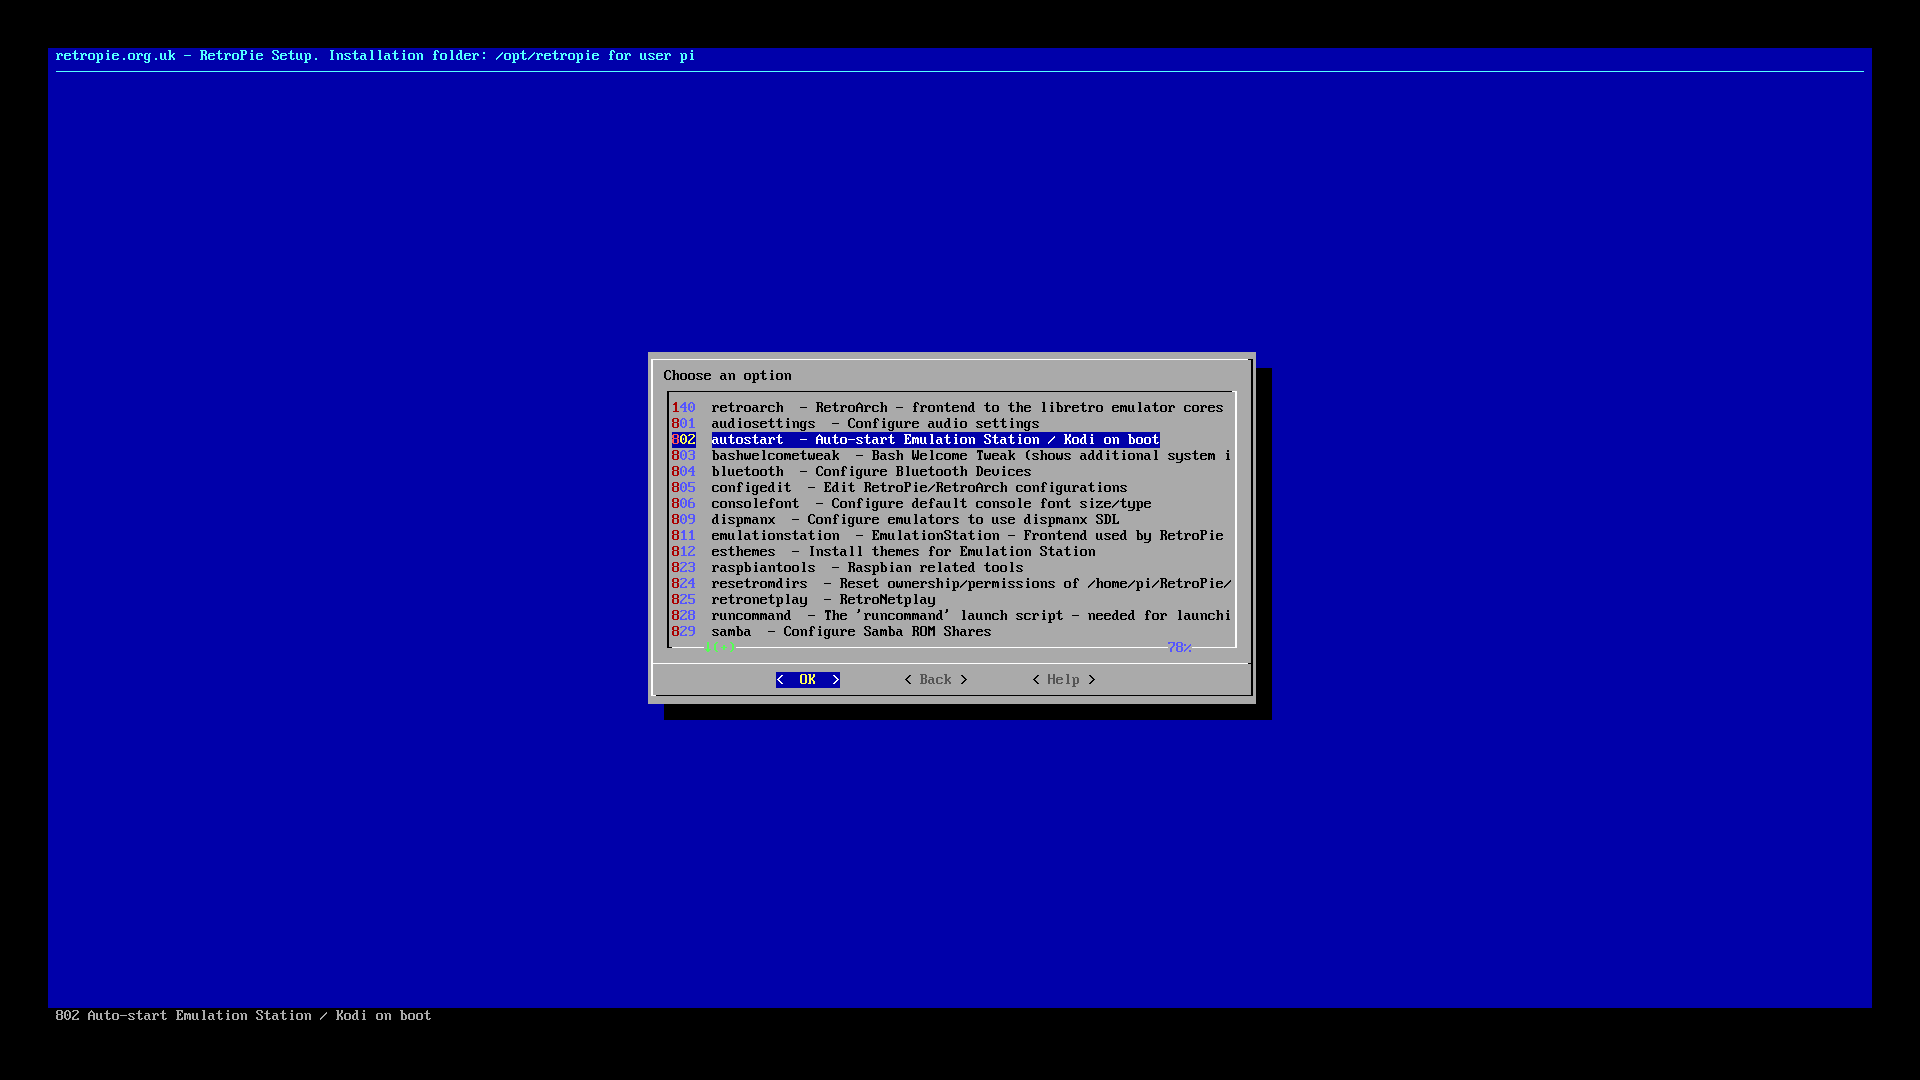 retropie.org.uk - RetroPie Setup. Installation folder: /opt/retropie for user pi
Choose an option
140 retroarch - RetroArch - frontend to the libretro emulator cores
801 audiosettings - Configure audio settings
802 autostart - Auto-start Emulation Station / Kodi on boot
803 bashwelcometweak - Bash Welcome Tweak (shows additional system i
804 bluetooth - Configure Bluetooth Devices
805 configedit - Edit RetroPie/RetroArch configurations
806 consolefont - Configure default console font size/type
809 dispmanx - Configure emulators to use dispmanx SDL
811 emulationstation - EmulationStation - Frontend used by RetroPie
812 esthemes - Install themes for Emulation Station
823 raspbiantools - Raspbian related tools
824 resetromdirs - Reset ownership/permissions of /home/pi/RetroPie/
825 retronetplay - RetroNetplay
828 runcommand - The 'runcommand' launch script - needed for launchi
829 samba - Configure Samba ROM Shares
↓(+) 78%
< OK > < Back > < Help >
802 Auto-start Emulation Station / Kodi on boot